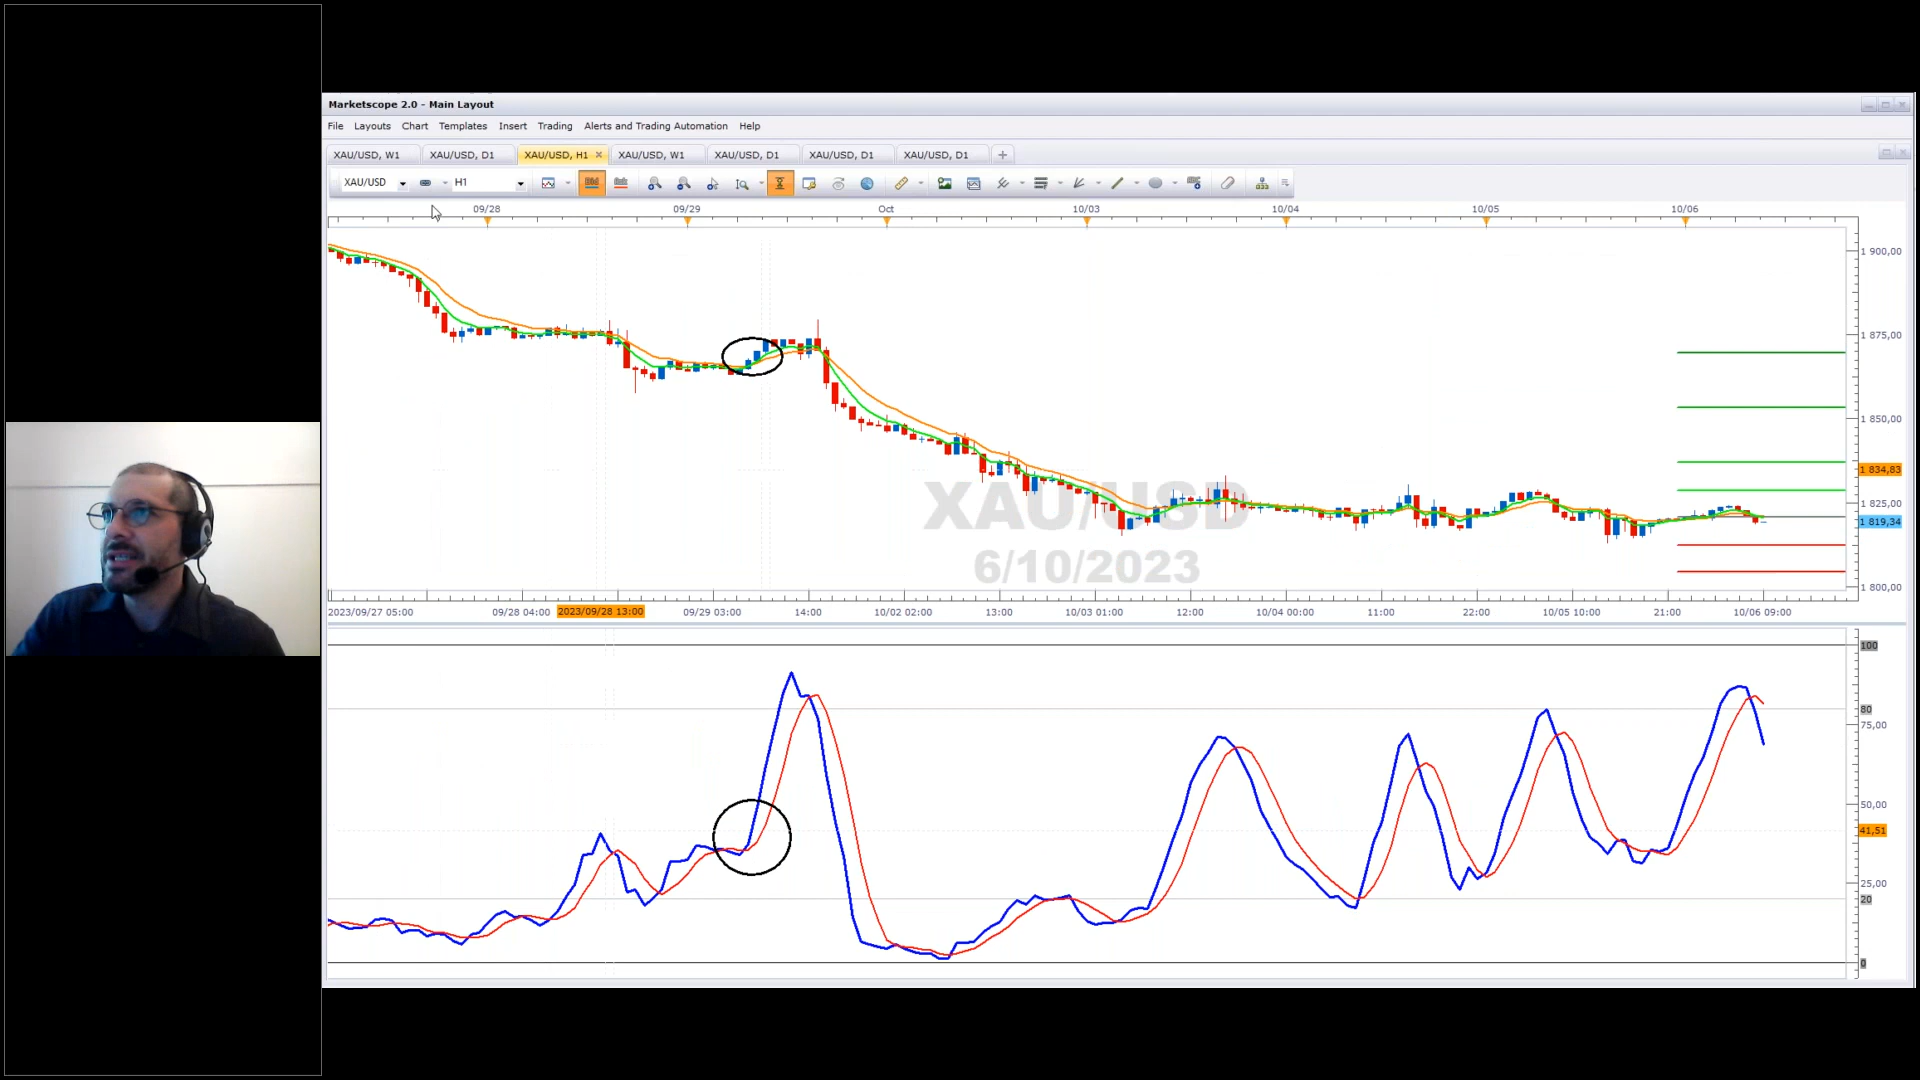 Marketscope 2.0 - Main Layout
File Layouts Chart Templates Insert Trading Alerts and Trading Automation Help
XAU/USD, W1 XAU/USD, D1 XAU/USD, H1 XAU/USD, W1 XAU/USD, D1 XAU/USD, D1 XAU/USD, D1
XAU/USD H1
09/28 09/29 Oct 10/03 10/04 10/05 10/06
1 900,00
1 875,00
1 850,00
1 834,83
1 825,00
1 819,34
1 800,00
XAU/USD
6/10/2023
2023/09/27 05:00 09/28 04:00 2023/09/28 13:00 09/29 03:00 14:00 10/02 02:00 13:00 10/03 01:00 12:00 10/04 00:00 11:00 22:00 10/05 10:00 21:00 10/06 09:00
100
80
75,00
50,00
41,51
25,00
20
0